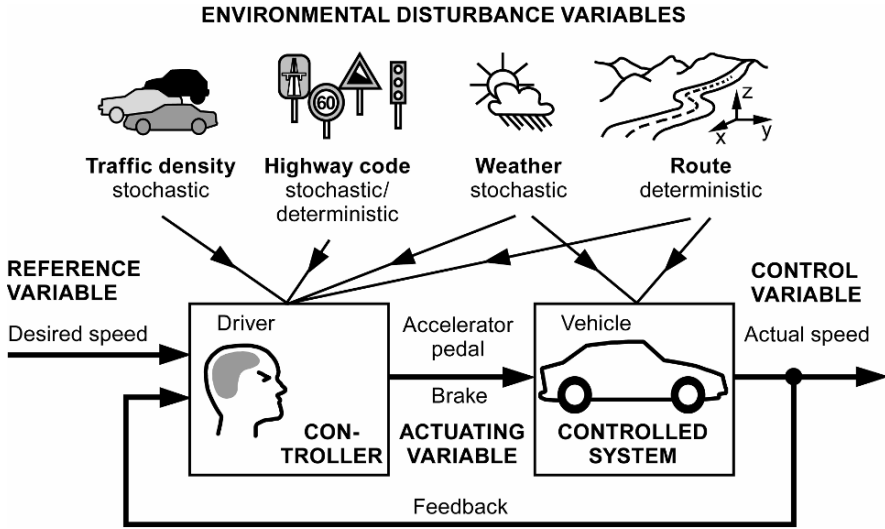 ENVIRONMENTAL DISTURBANCE VARIABLES
60
z
x
y
Traffic density
stochastic
Highway code
stochastic/
deterministic
Weather
stochastic
Route
deterministic
REFERENCE
VARIABLE
Desired speed
Driver
CON-
TROLLER
Accelerator
pedal
Brake
ACTUATING
VARIABLE
Vehicle
CONTROLLED
SYSTEM
CONTROL
VARIABLE
Actual speed
Feedback